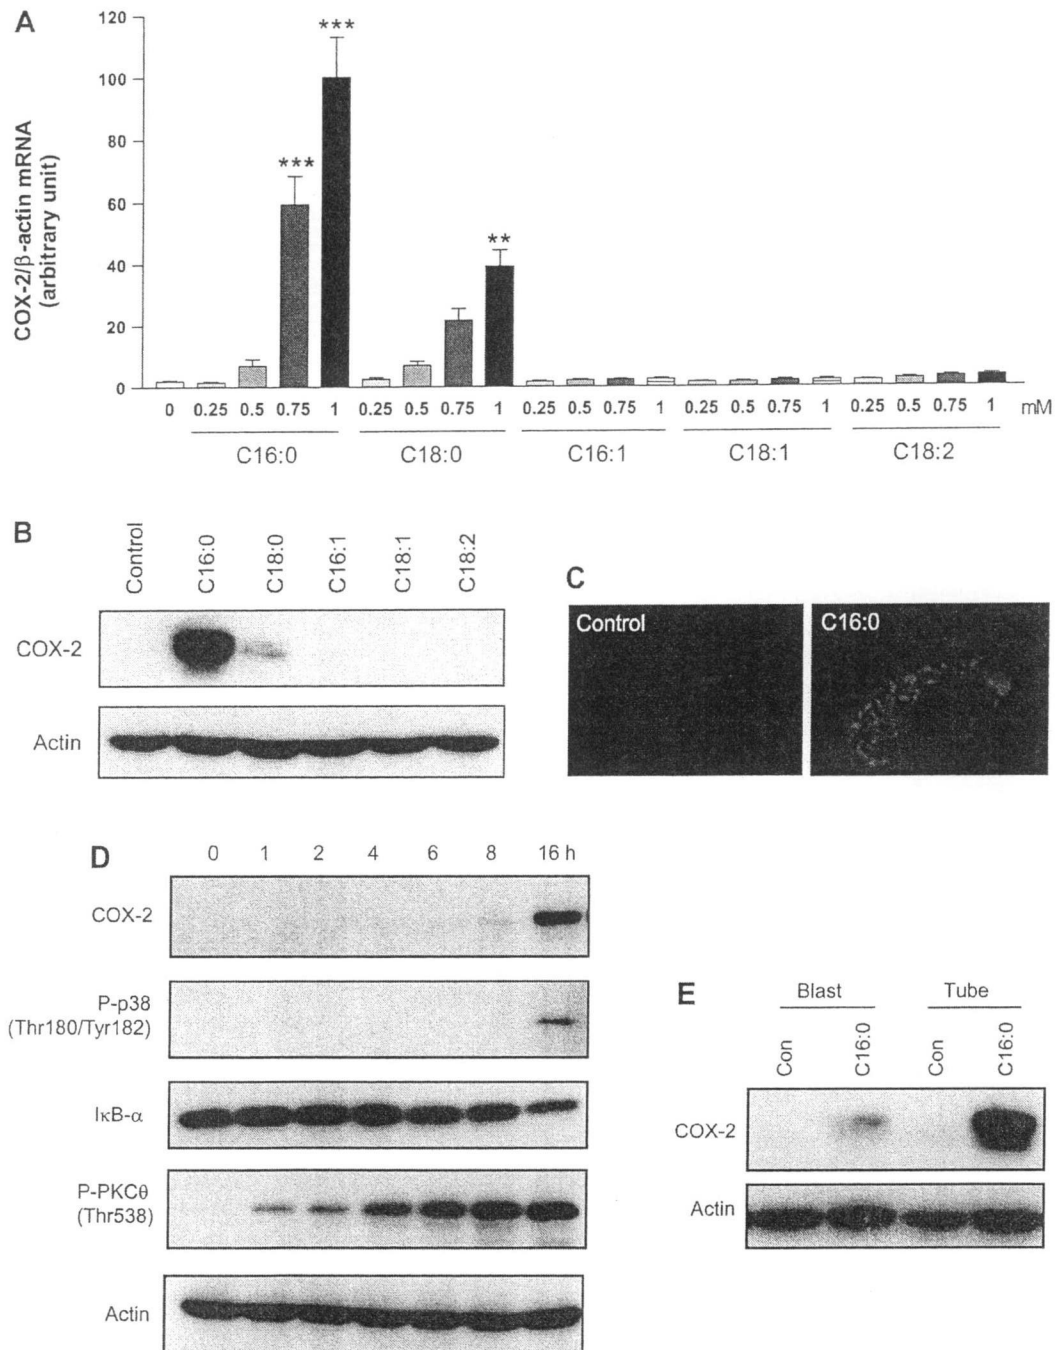 A
COX-2/β-actin mRNA
(arbitrary unit)
120
100
80
60
40
20
0
***
***
**
0 0.25 0.5 0.75 1 0.25 0.5 0.75 1 0.25 0.5 0.75 1 0.25 0.5 0.75 1 0.25 0.5 0.75 1 mM
C16:0 C18:0 C16:1 C18:1 C18:2
B
Control C16:0 C18:0 C16:1 C18:1 C18:2
COX-2
Actin
C
Control C16:0
D
0 1 2 4 6 8 16 h
COX-2
P-p38
(Thr180/Tyr182)
IκB-α
P-PKCθ
(Thr538)
Actin
E
Blast Tube
Con C16:0 Con C16:0
COX-2
Actin